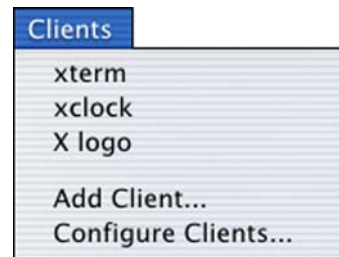 Clients
xterm
xclock
X logo
Add Client...
Configure Clients...